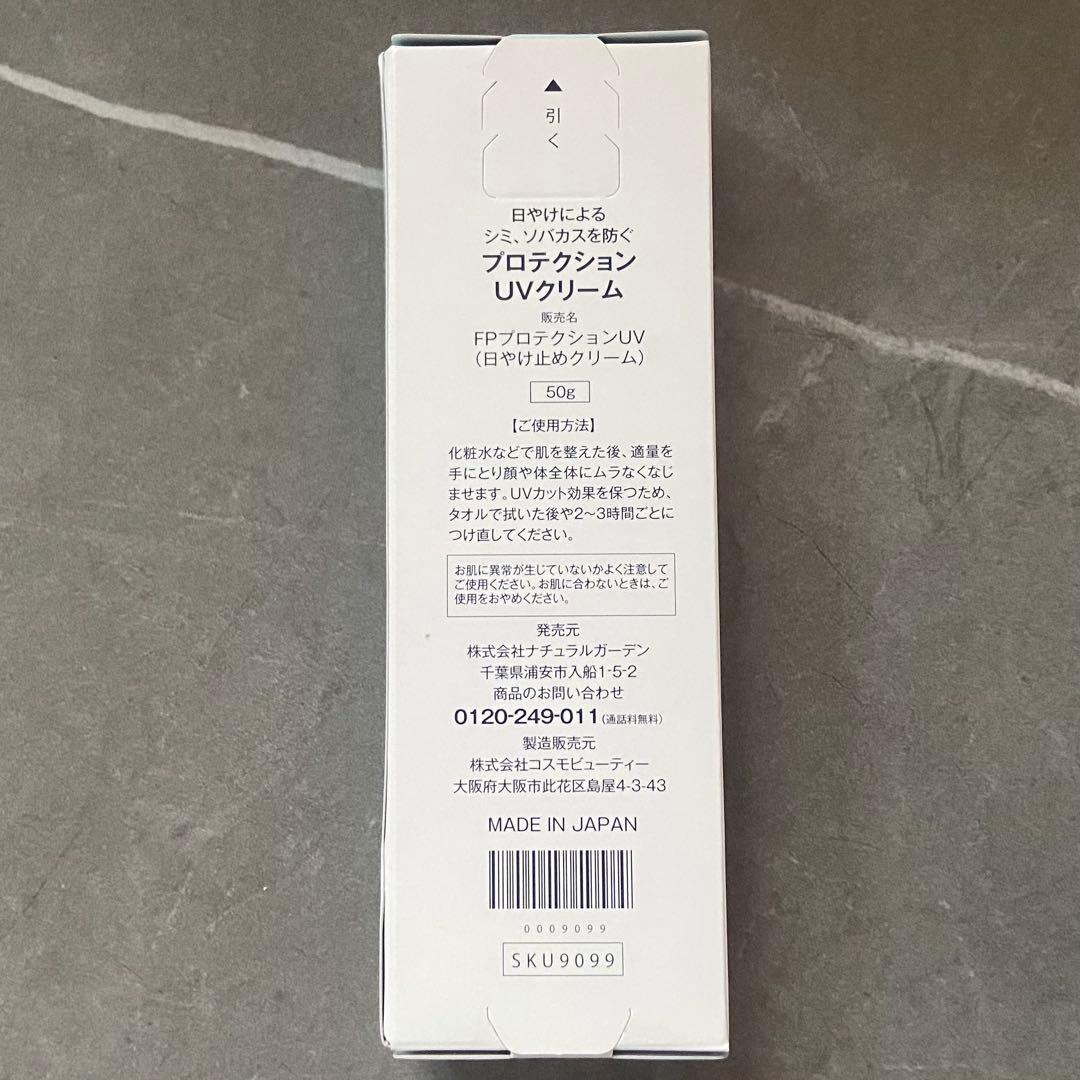 ▲
引
く
日やけによる
シミ、ソバカスを防ぐ
プロテクション
UVクリーム
販売名
FPプロテクションUV
(日やけ止めクリーム)
50g
【ご使用方法】
化粧水などで肌を整えた後、適量を
手にとり顔や体全体にムラなくなじ
ませます。UVカット効果を保つため、
タオルで拭いた後や2〜3時間ごとに
つけ直してください。
お肌に異常が生じていないかよく注意して
ご使用ください。お肌に合わないときは、ご
使用をおやめください。
発売元
株式会社ナチュラルガーデン
千葉県浦安市入船1-5-2
商品のお問い合わせ
0120-249-011(通話料無料)
製造販売元
株式会社コスモビューティー
大阪府大阪市此花区島屋4-3-43
MADE IN JAPAN
0009099
SKU9099